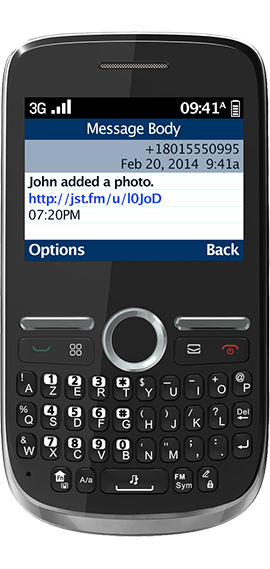 3G 09:41ᴬ
Message Body
+18015550995
Feb 20, 2014 9:41a
John added a photo.
http://jst.fm/u/l0JoD
07:20PM
Options Back
! A 1 Z 2 E 3 R * T $ Y - U - I + O @ P
% Q 4 S 5 D 6 F # G ( H ) J / K ? L Del
& W 7 X 8 C 9 V 0 B \ N " M ; , : .
Fn A/a FM Sym